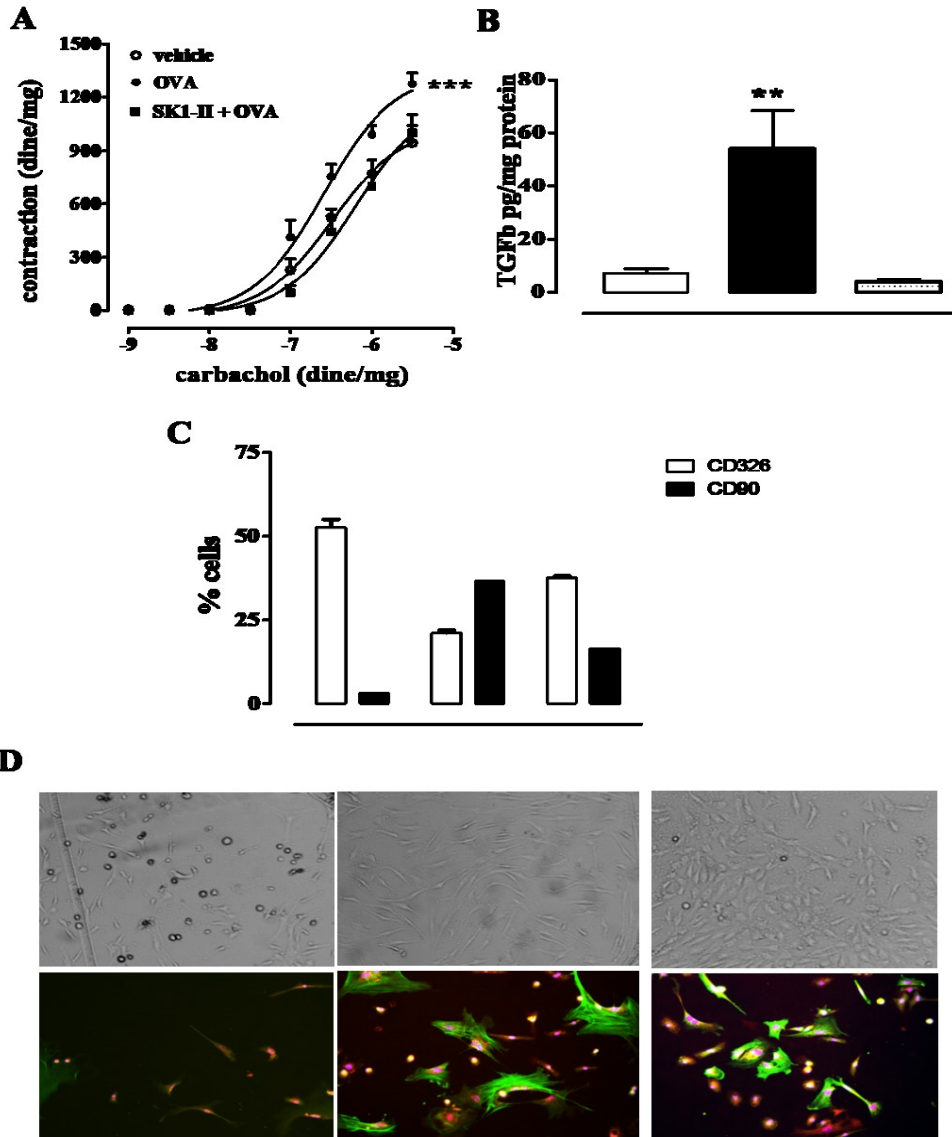 A
contraction (dine/mg)
1500
1200
900
600
300
0
vehicle
OVA
SK1-II + OVA
***
-9 -8 -7 -6 -5
carbachol (dine/mg)
B
TGFb pg/mg protein
80
60
40
20
0
**
C
% cells
75
50
25
0
CD326
CD90
D